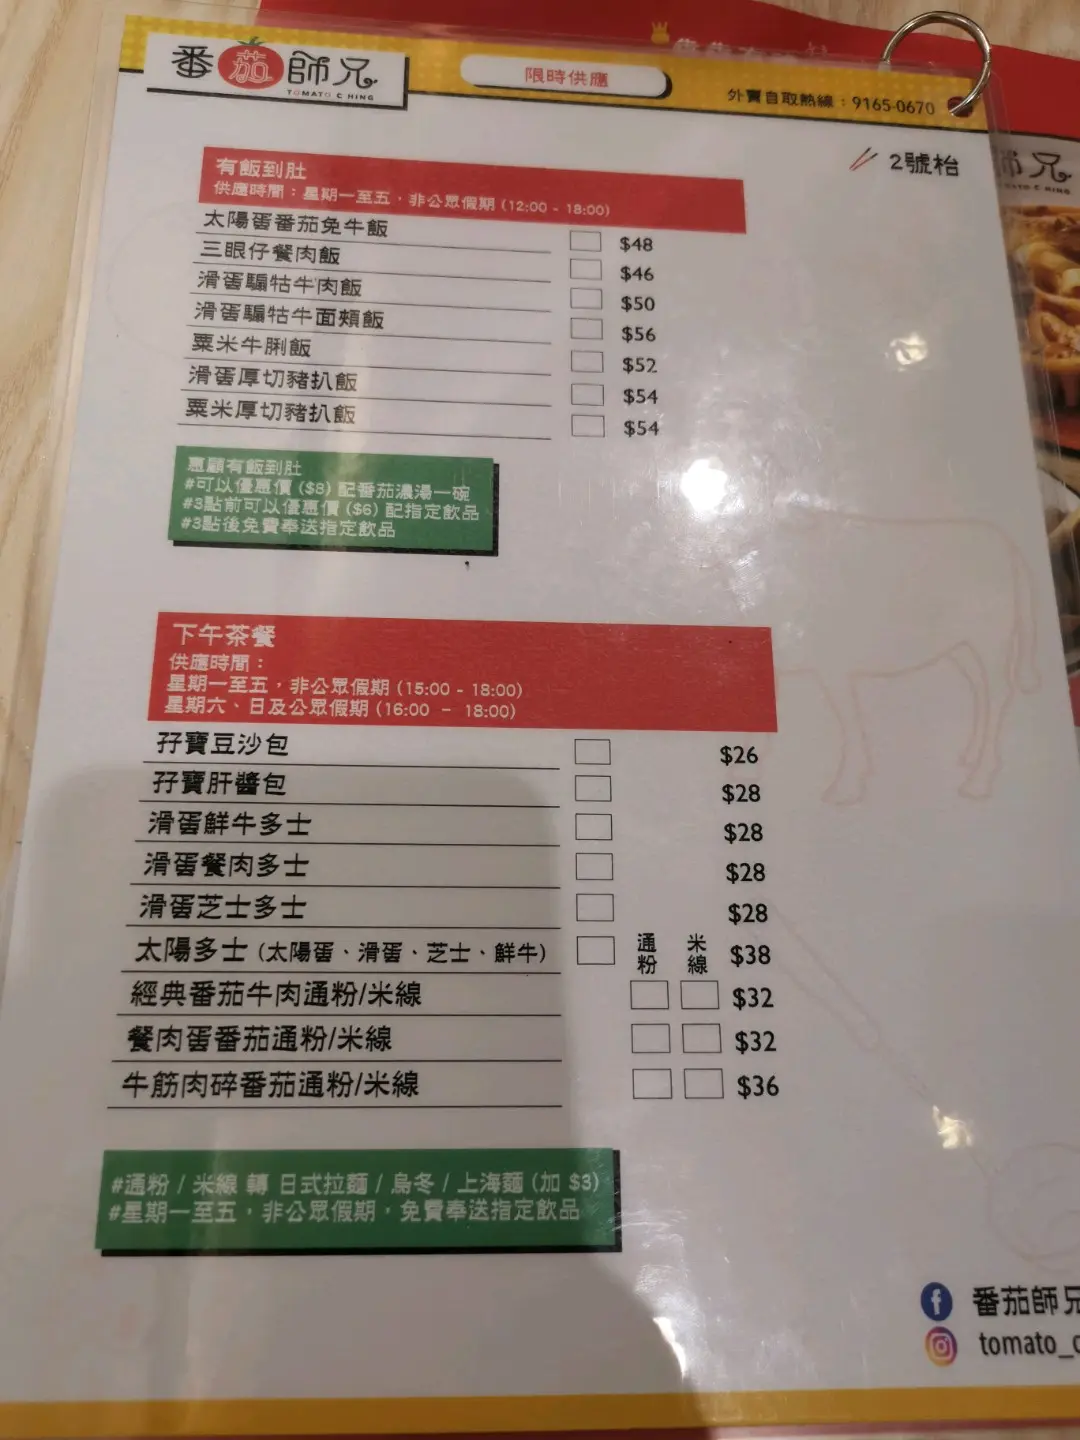 番茄師兄
TOMATO CHING
限時供應
外賣自取熱線：9165-0670
2號枱
有飯到肚
供應時間：星期一至五，非公眾假期 (12:00 - 18:00)
太陽蛋番茄免牛飯 $48
三眼仔餐肉飯 $46
滑蛋騸牯牛肉飯 $50
滑蛋騸牯牛面頰飯 $56
粟米牛脷飯 $52
滑蛋厚切豬扒飯 $54
粟米厚切豬扒飯 $54
惠顧有飯到肚
#可以優惠價 ($8) 配番茄濃湯一碗
#3點前可以優惠價 ($6) 配指定飲品
#3點後免費奉送指定飲品
下午茶餐
供應時間：
星期一至五，非公眾假期 (15:00 - 18:00)
星期六、日及公眾假期 (16:00 - 18:00)
孖寶豆沙包 $26
孖寶肝醬包 $28
滑蛋鮮牛多士 $28
滑蛋餐肉多士 $28
滑蛋芝士多士 $28
通粉 米線
太陽多士 (太陽蛋、滑蛋、芝士、鮮牛) $38
經典番茄牛肉通粉/米線 $32
餐肉蛋番茄通粉/米線 $32
牛筋肉碎番茄通粉/米線 $36
#通粉 / 米線 轉 日式拉麵 / 烏冬 / 上海麵 (加 $3)
#星期一至五，非公眾假期，免費奉送指定飲品
番茄師兄
tomato_c